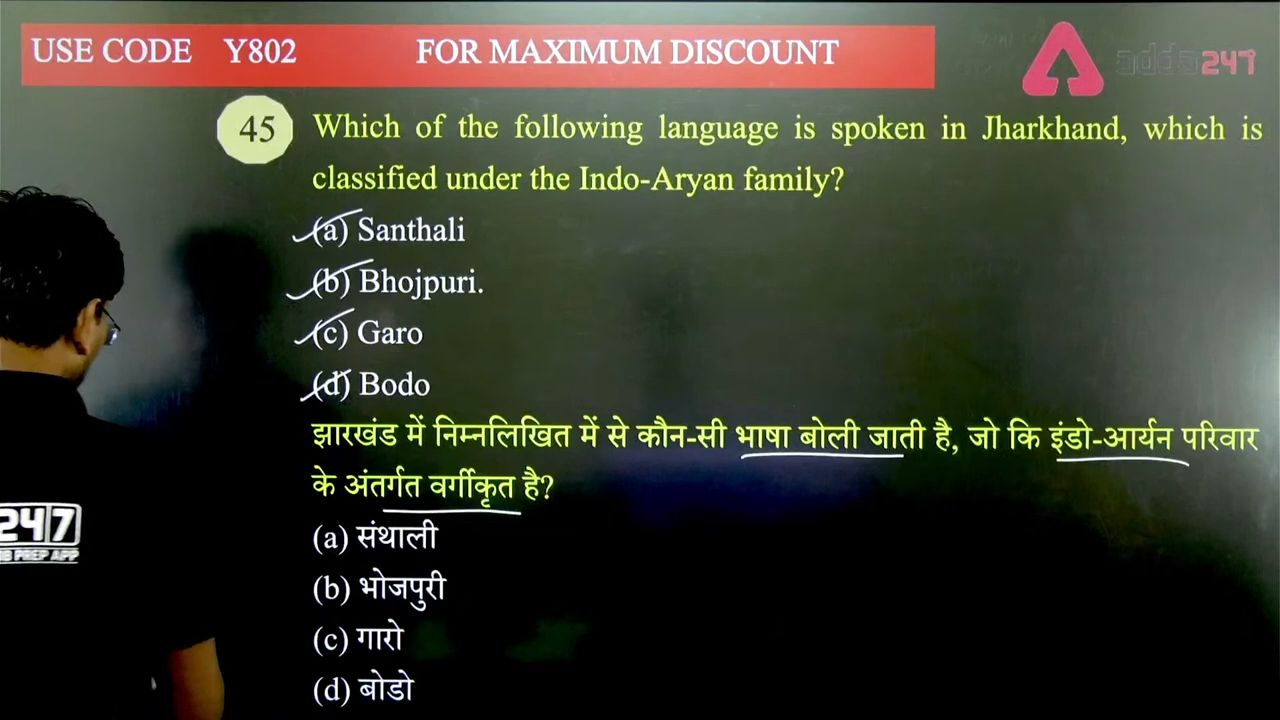 USE CODE Y802 FOR MAXIMUM DISCOUNT
adda247
45 Which of the following language is spoken in Jharkhand, which is
classified under the Indo-Aryan family?
(a) Santhali
(b) Bhojpuri.
(c) Garo
(d) Bodo
झारखंड में निम्नलिखित में से कौन-सी भाषा बोली जाती है, जो कि इंडो-आर्यन परिवार
के अंतर्गत वर्गीकृत है?
(a) संथाली
(b) भोजपुरी
(c) गारो
(d) बोडो
247
PREP APP